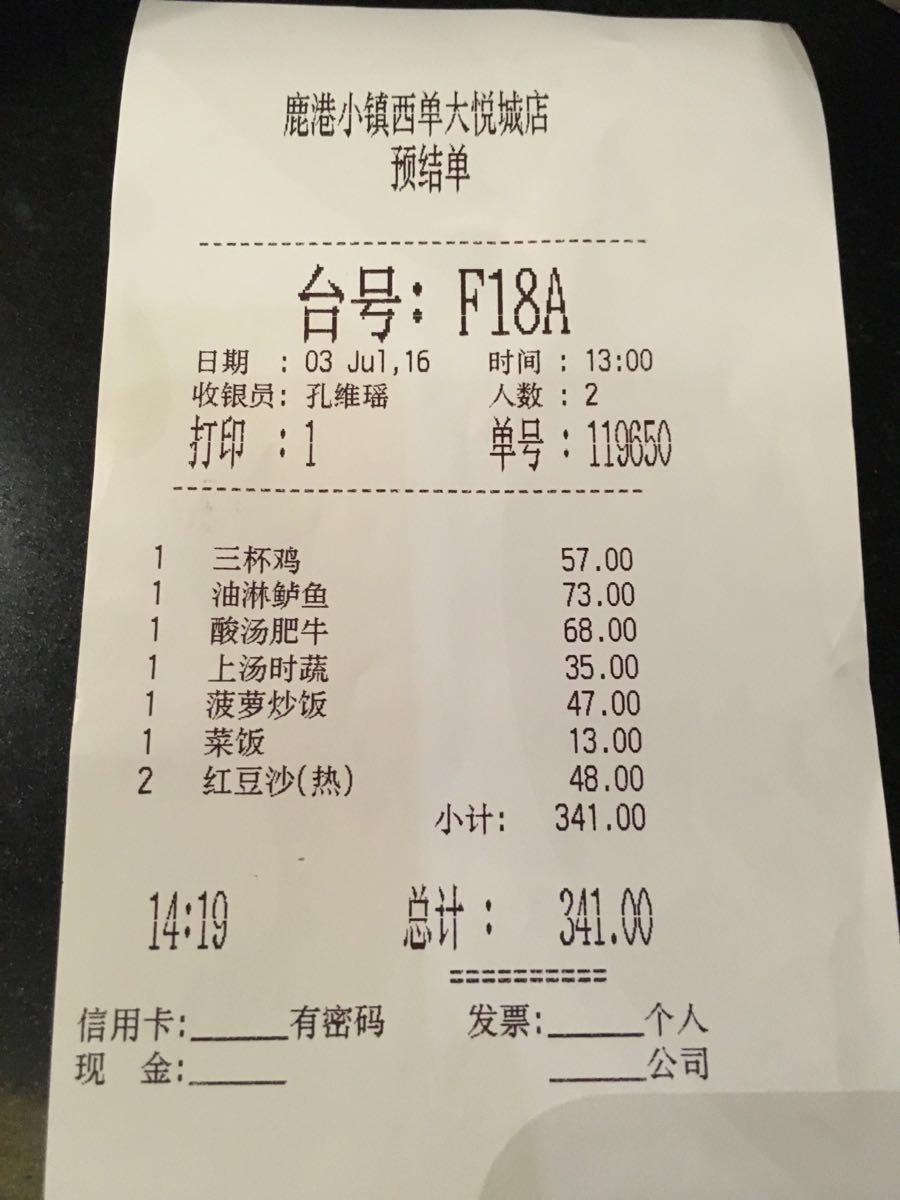 鹿港小镇西单大悦城店
预结单
台号: F18A
日期 : 03 Jul,16 时间 : 13:00
收银员: 孔维瑶 人数 : 2
打印 : 1 单号 : 119650
1 三杯鸡 57.00
1 油淋鲈鱼 73.00
1 酸汤肥牛 68.00
1 上汤时蔬 35.00
1 菠萝炒饭 47.00
1 菜饭 13.00
2 红豆沙(热) 48.00
小计: 341.00
14:19 总计 : 341.00
==========
信用卡:______有密码 发票:______个人
现 金:______ ______公司